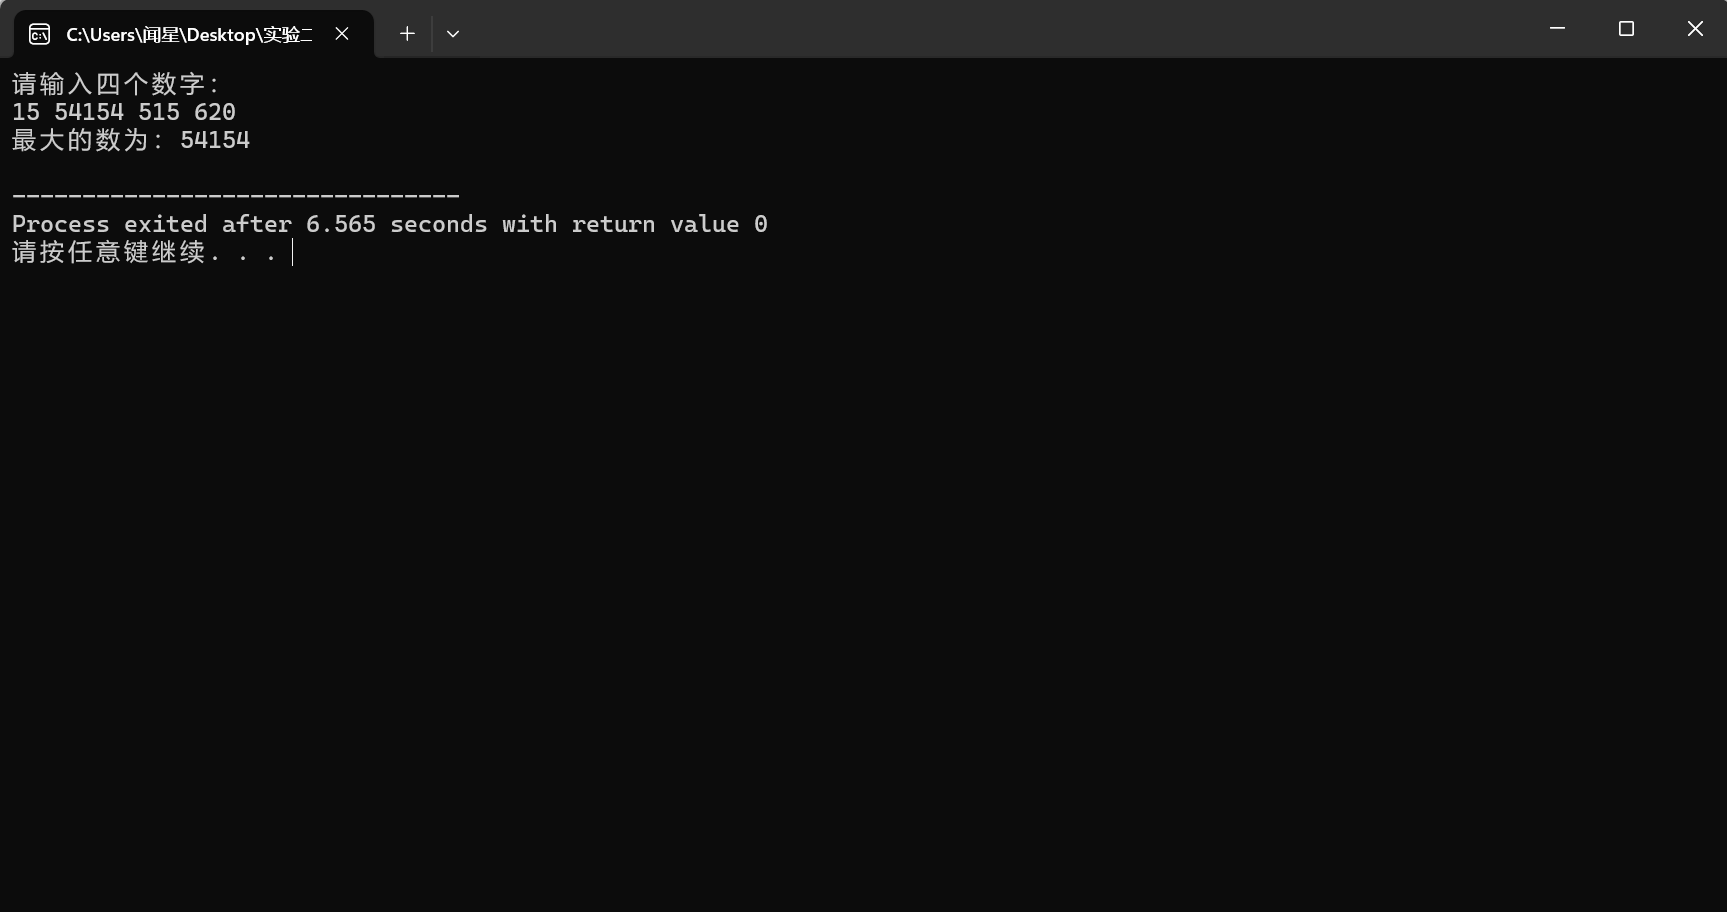 C:\Users\闻星\Desktop\实验二
请输入四个数字：
15 54154 515 620
最大的数为：54154
--------------------------------
Process exited after 6.565 seconds with return value 0
请按任意键继续. . .